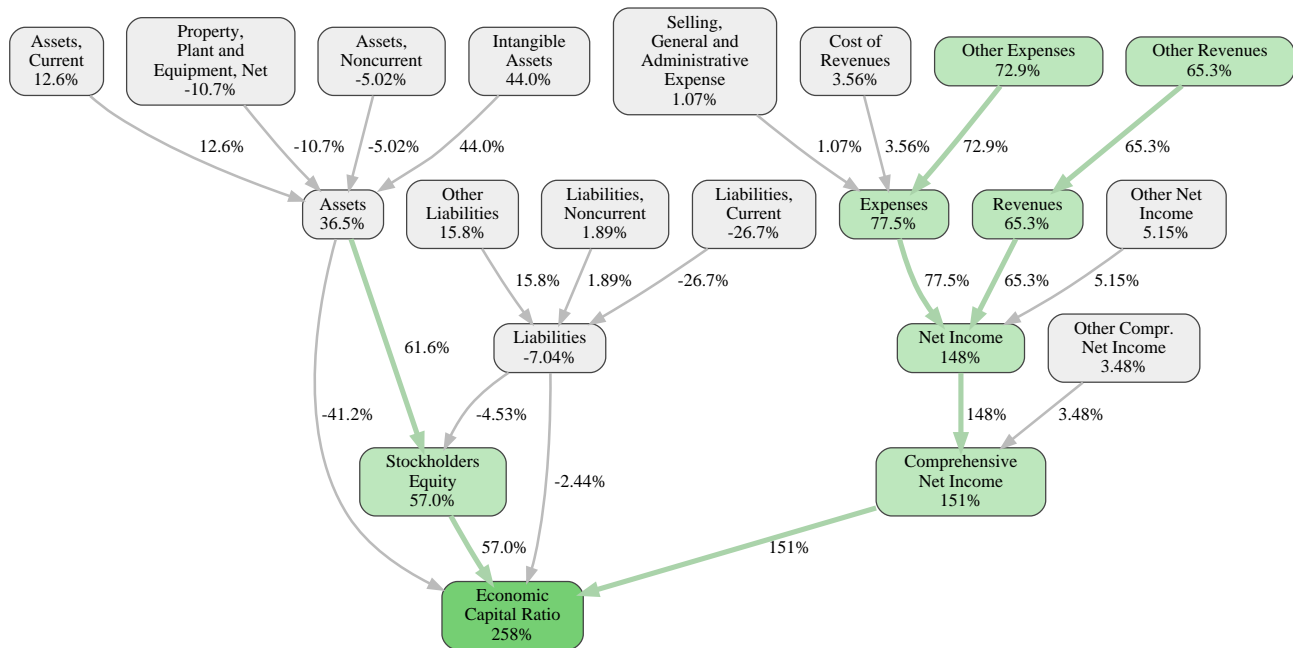 Assets,
Current
12.6%
Property,
Plant and
Equipment, Net
-10.7%
Assets,
Noncurrent
-5.02%
Intangible
Assets
44.0%
Selling,
General and
Administrative
Expense
1.07%
Cost of
Revenues
3.56%
Other Expenses
72.9%
Other Revenues
65.3%
12.6%
-10.7%
-5.02%
44.0%
1.07%
3.56%
72.9%
65.3%
Assets
36.5%
Other
Liabilities
15.8%
Liabilities,
Noncurrent
1.89%
Liabilities,
Current
-26.7%
Expenses
77.5%
Revenues
65.3%
Other Net
Income
5.15%
15.8%
1.89%
-26.7%
77.5%
65.3%
5.15%
61.6%
Liabilities
-7.04%
Net Income
148%
Other Compr.
Net Income
3.48%
-41.2%
-4.53%
148%
3.48%
Stockholders
Equity
57.0%
-2.44%
Comprehensive
Net Income
151%
57.0%
151%
Economic
Capital Ratio
258%